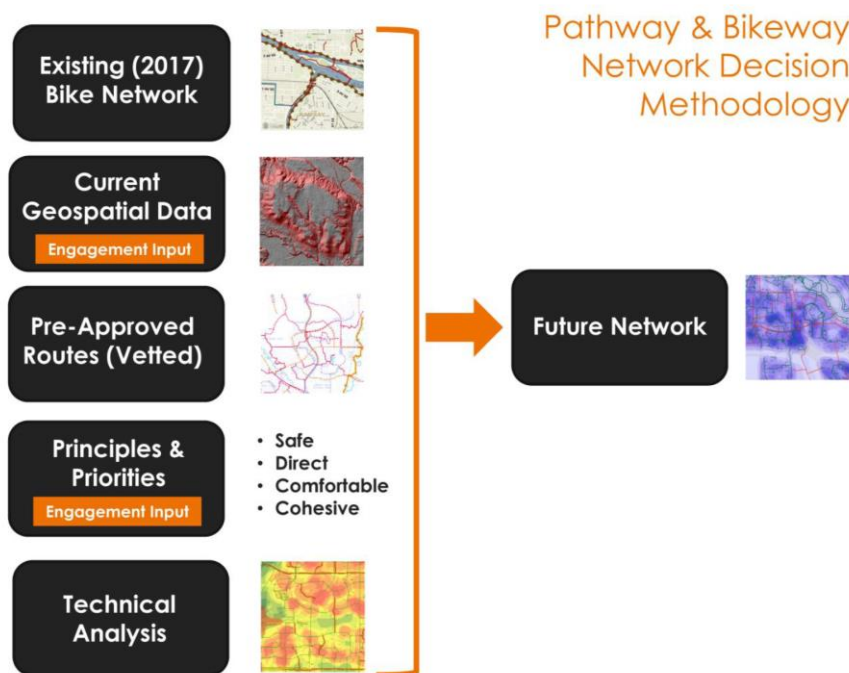 Pathway & Bikeway
Network Decision
Methodology
Existing (2017)
Bike Network
Current
Geospatial Data
Engagement Input
Pre-Approved
Routes (Vetted)
Principles &
Priorities
Engagement Input
• Safe
• Direct
• Comfortable
• Cohesive
Technical
Analysis
Future Network